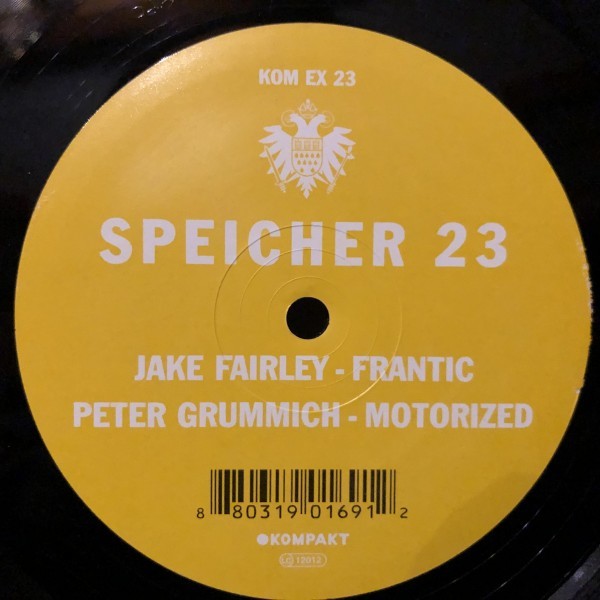 KOM EX 23
SPEICHER 23
JAKE FAIRLEY - FRANTIC
PETER GRUMMICH - MOTORIZED
8 80319 01691 2
KOMPAKT
LC 12012